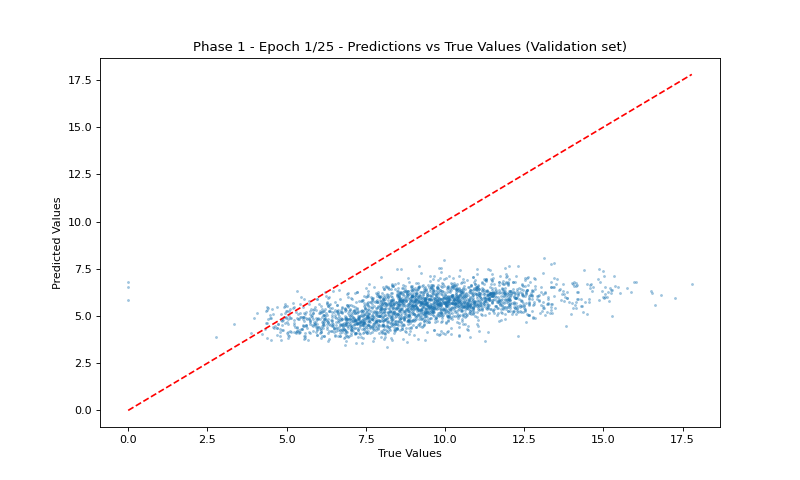 Phase 1 - Epoch 1/25 - Predictions vs True Values (Validation set)
Predicted Values
17.5
15.0
12.5
10.0
7.5
5.0
2.5
0.0
0.0 2.5 5.0 7.5 10.0 12.5 15.0 17.5
True Values